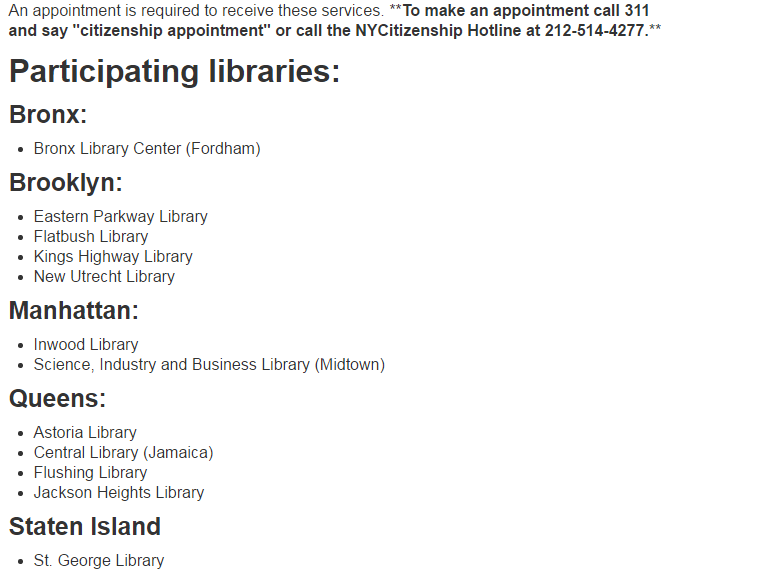 An appointment is required to receive these services. **To make an appointment call 311
and say "citizenship appointment" or call the NYCitizenship Hotline at 212-514-4277.**
Participating libraries:
Bronx:
• Bronx Library Center (Fordham)
Brooklyn:
• Eastern Parkway Library
• Flatbush Library
• Kings Highway Library
• New Utrecht Library
Manhattan:
• Inwood Library
• Science, Industry and Business Library (Midtown)
Queens:
• Astoria Library
• Central Library (Jamaica)
• Flushing Library
• Jackson Heights Library
Staten Island
• St. George Library